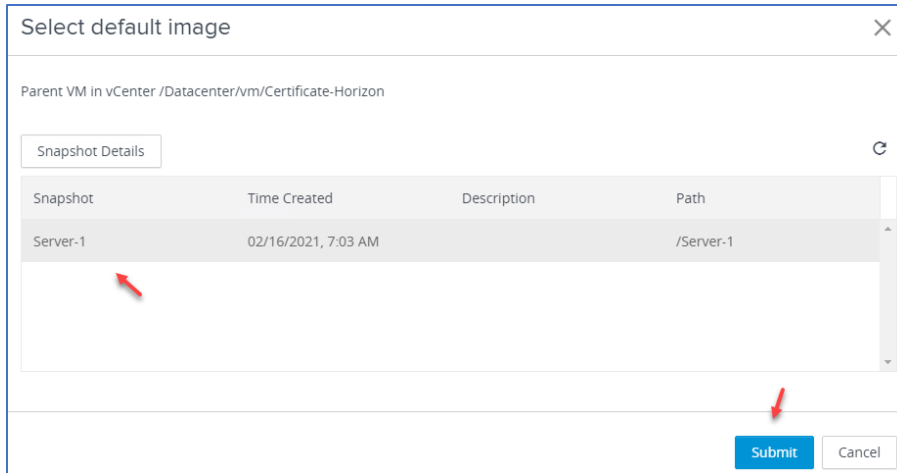 Select default image
Parent VM in vCenter /Datacenter/vm/Certificate-Horizon
Snapshot Details
Snapshot Time Created Description Path
Server-1 02/16/2021, 7:03 AM /Server-1
Submit Cancel